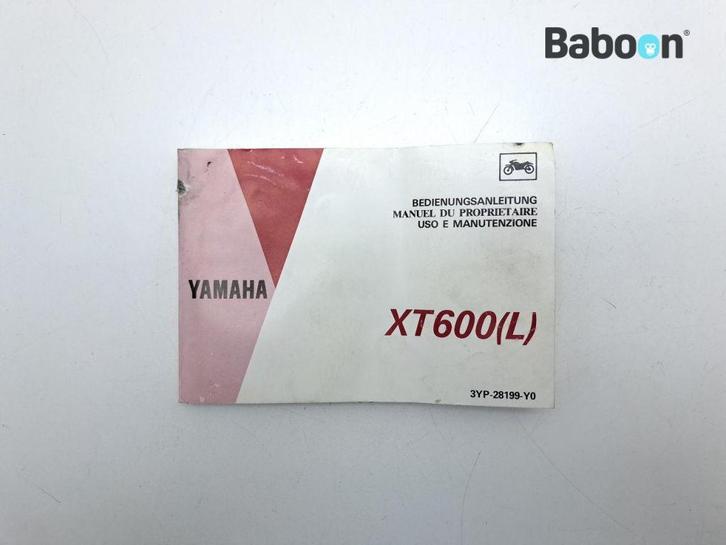 Baboon®
BEDIENUNGSANLEITUNG
MANUEL DU PROPRIETAIRE
USO E MANUTENZIONE
YAMAHA
XT600(L)
3YP-28199-Y0